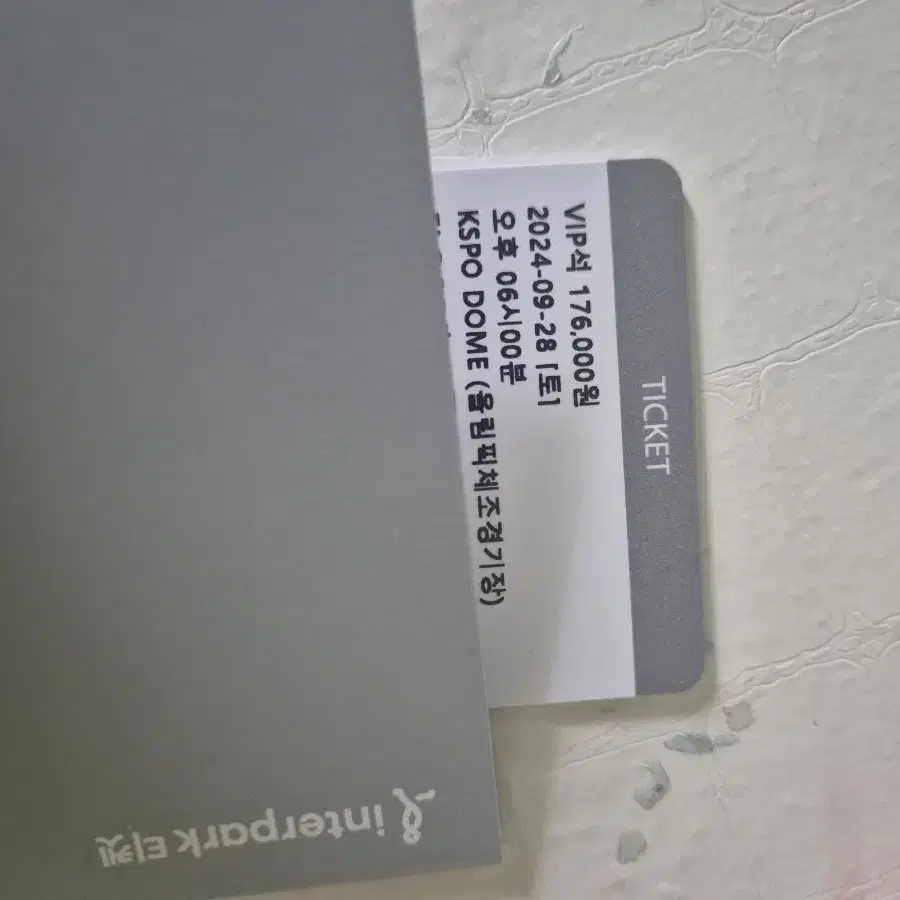 TICKET
VIP석 176,000원
2024-09-28 [토]
오후 06시00분
KSPO DOME (올림픽체조경기장)
interpark 티켓